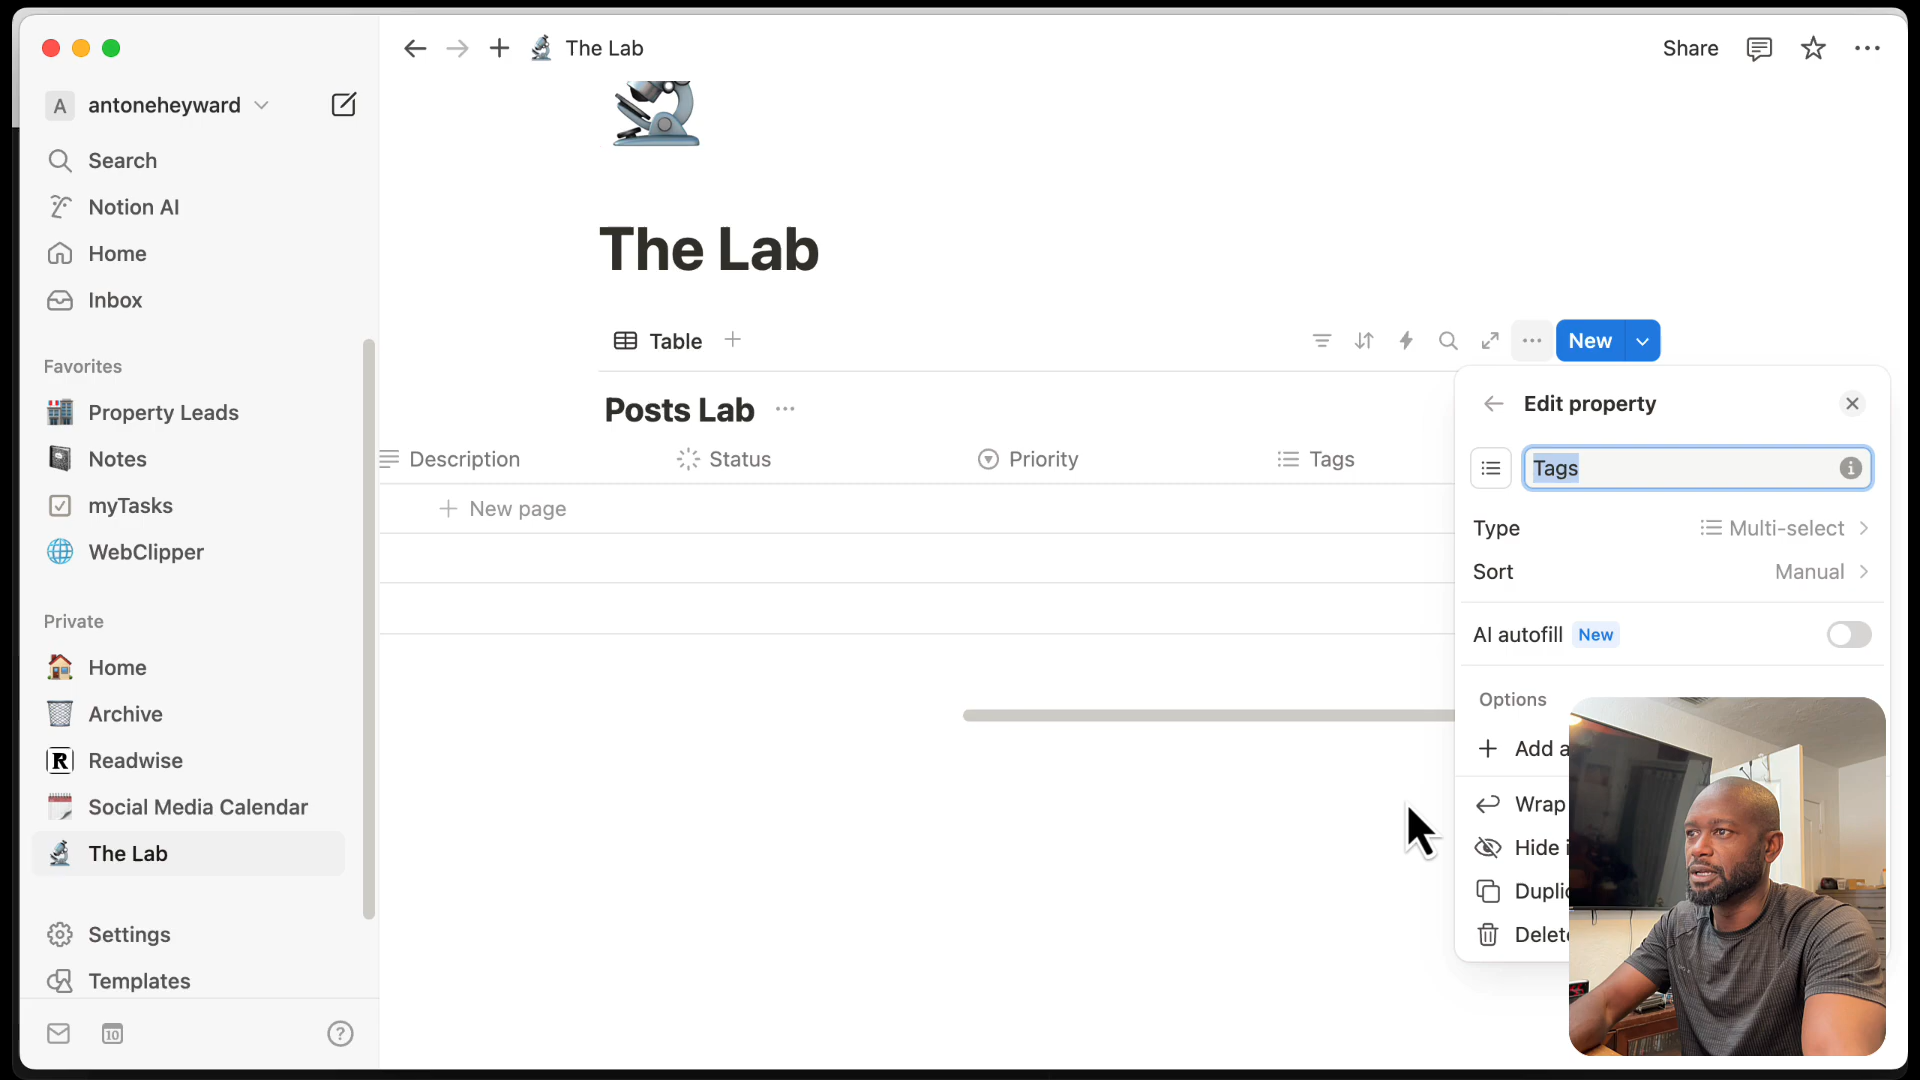 The Lab
Share
A antoneheyward
Search
Notion AI
Home
Inbox
Favorites
Property Leads
Notes
myTasks
WebClipper
Private
Home
Archive
R Readwise
Social Media Calendar
The Lab
Settings
Templates
10
?
The Lab
Table
New
Posts Lab
Description
Status
Priority
Tags
New page
Edit property
Tags
Type
Multi-select
Sort
Manual
AI autofill
New
Options
Add a
Wrap
Hide i
Duplic
Delet